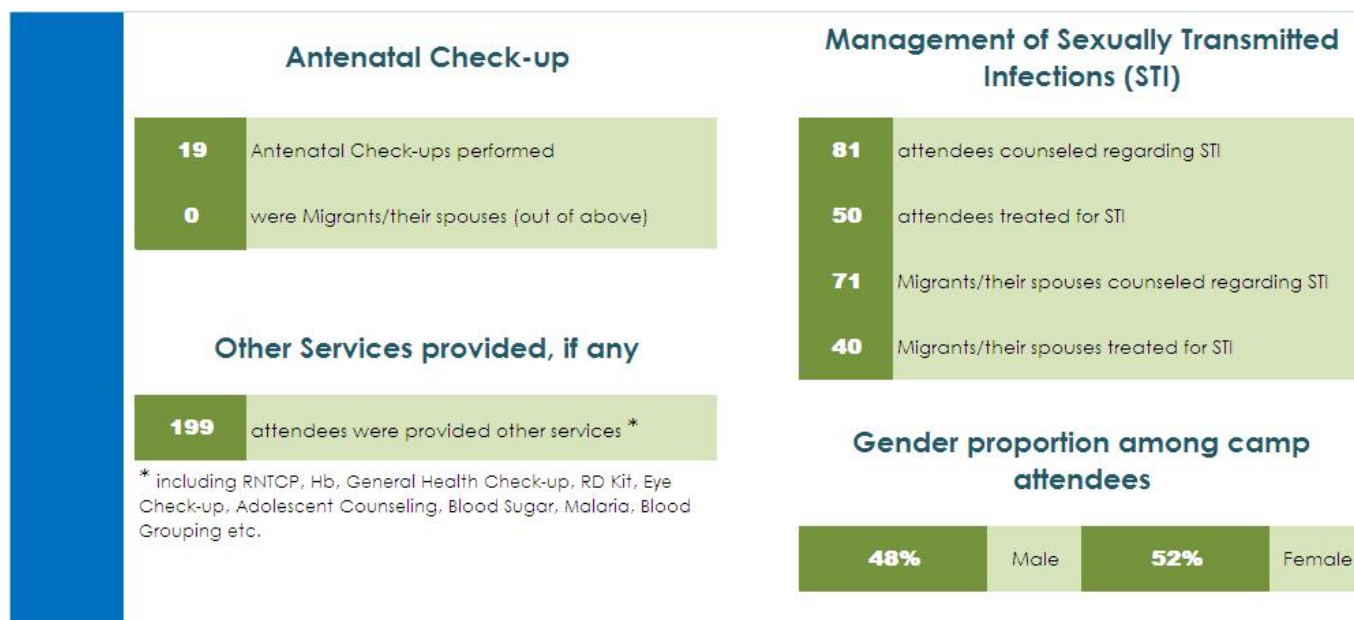 Antenatal Check-up
19 Antenatal Check-ups performed
0 were Migrants/their spouses (out of above)
Other Services provided, if any
199 attendees were provided other services *
* including RNTCP, Hb, General Health Check-up, RD Kit, Eye
Check-up, Adolescent Counseling, Blood Sugar, Malaria, Blood
Grouping etc.
Management of Sexually Transmitted
Infections (STI)
81 attendees counseled regarding STI
50 attendees treated for STI
71 Migrants/their spouses counseled regarding STI
40 Migrants/their spouses treated for STI
Gender proportion among camp
attendees
48% Male 52% Female